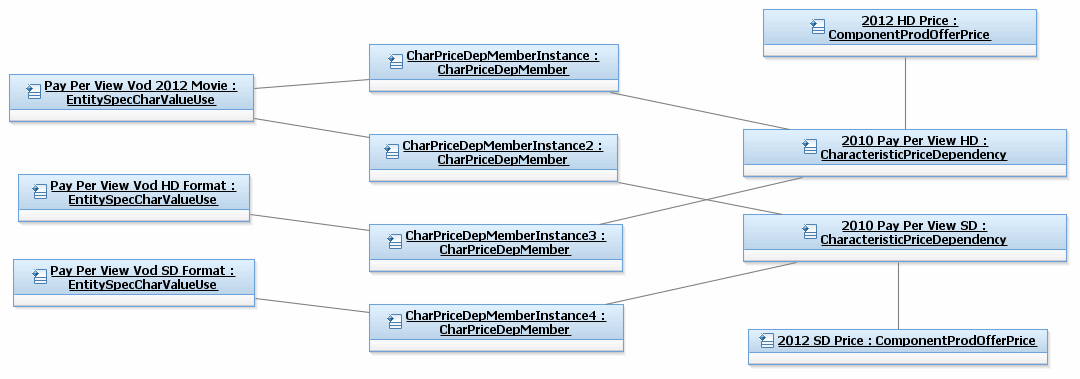 Pay Per View Vod 2012 Movie :
EntitySpecCharValueUse
Pay Per View Vod HD Format :
EntitySpecCharValueUse
Pay Per View Vod SD Format :
EntitySpecCharValueUse
CharPriceDepMemberInstance :
CharPriceDepMember
CharPriceDepMemberInstance2 :
CharPriceDepMember
CharPriceDepMemberInstance3 :
CharPriceDepMember
CharPriceDepMemberInstance4 :
CharPriceDepMember
2012 HD Price :
ComponentProdOfferPrice
2010 Pay Per View HD :
CharacteristicPriceDependency
2010 Pay Per View SD :
CharacteristicPriceDependency
2012 SD Price : ComponentProdOfferPrice